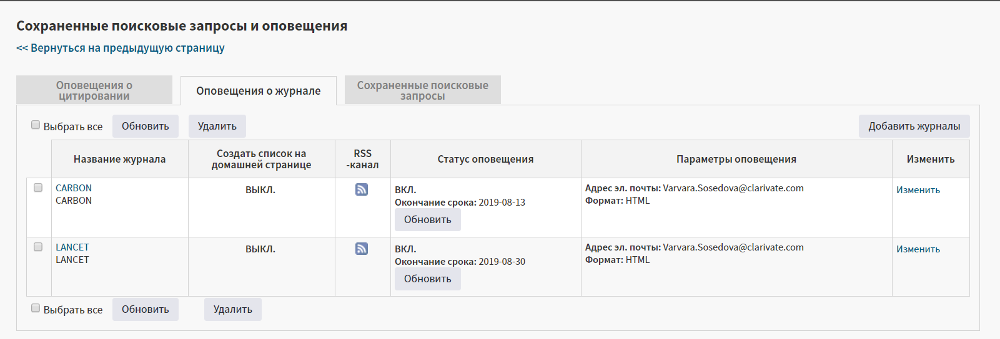 Сохраненные поисковые запросы и оповещения
<< Вернуться на предыдущую страницу
Оповещения о
цитировании
Оповещения о журнале
Сохраненные поисковые
запросы
Выбрать все Обновить Удалить Добавить журналы
Название журнала
Создать список на
домашней странице
RSS
-канал
Статус оповещения
Параметры оповещения
Изменить
CARBON
CARBON
ВЫКЛ.
ВКЛ.
Окончание срока: 2019-08-13
Обновить
Адрес эл. почты: Varvara.Sosedova@clarivate.com
Формат: HTML
Изменить
LANCET
LANCET
ВЫКЛ.
ВКЛ.
Окончание срока: 2019-08-30
Обновить
Адрес эл. почты: Varvara.Sosedova@clarivate.com
Формат: HTML
Изменить
Выбрать все Обновить Удалить